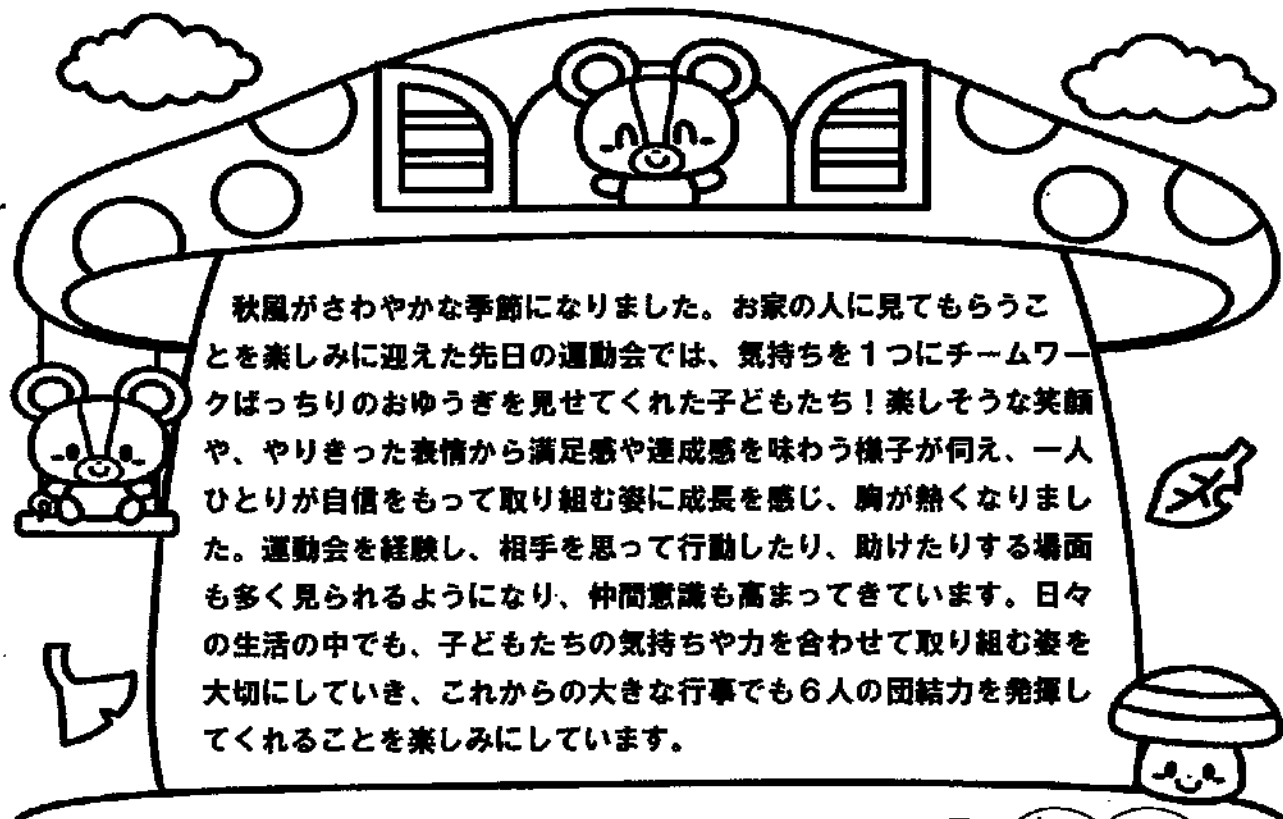 秋風がさわやかな季節になりました。お家の人に見てもらうこ
とを楽しみに迎えた先日の運動会では、気持ちを1つにチームワー
クばっちりのおゆうぎを見せてくれた子どもたち！楽しそうな笑顔
や、やりきった表情から満足感や達成感を味わう様子が伺え、一人
ひとりが自信をもって取り組む姿に成長を感じ、胸が熱くなりまし
た。運動会を経験し、相手を思って行動したり、助けたりする場面
も多く見られるようになり、仲間意識も高まってきています。日々
の生活の中でも、子どもたちの気持ちや力を合わせて取り組む姿を
大切にしていき、これからの大きな行事でも6人の団結力を発揮し
てくれることを楽しみにしています。